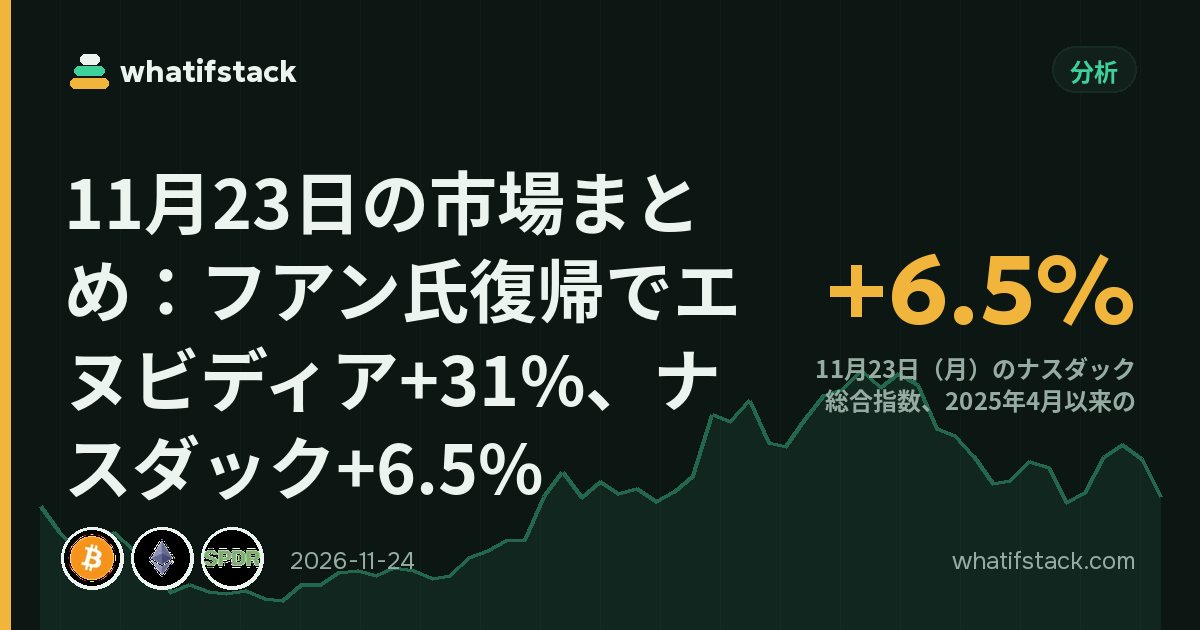 whatifstack
分析
11月23日の市場まと
め：フアン氏復帰でエ
ヌビディア+31%、ナ
スダック+6.5%
+6.5%
11月23日（月）のナスダック
総合指数、2025年4月以来の
SPDR
2026-11-24
whatifstack.com